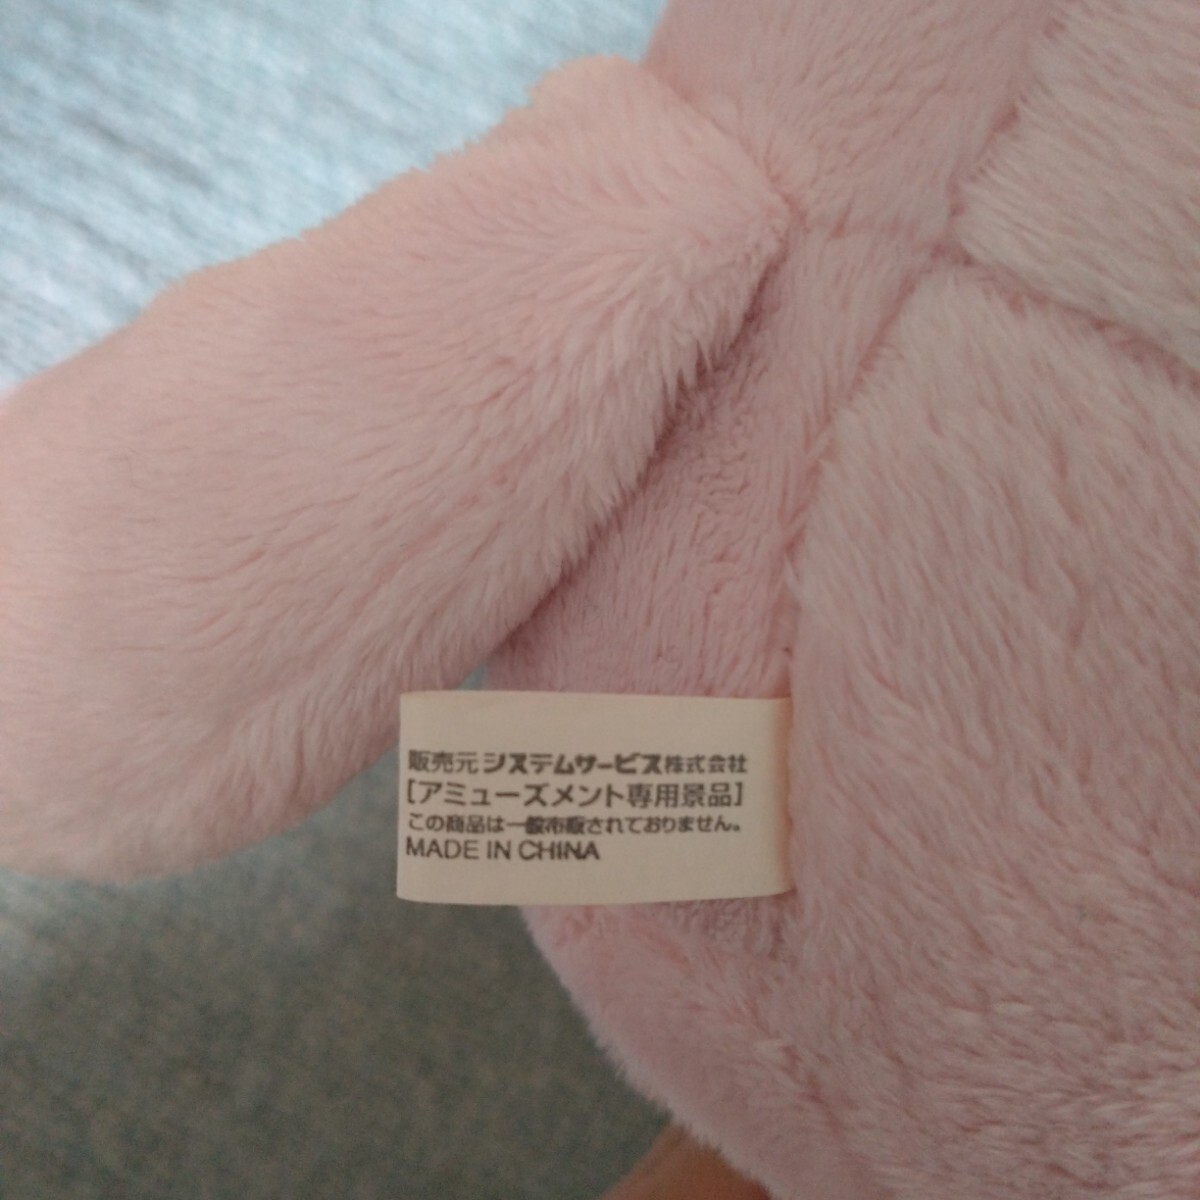 販売元 システムサービス株式会社
[アミューズメント専用景品]
この商品は一般市販されておりません。
MADE IN CHINA